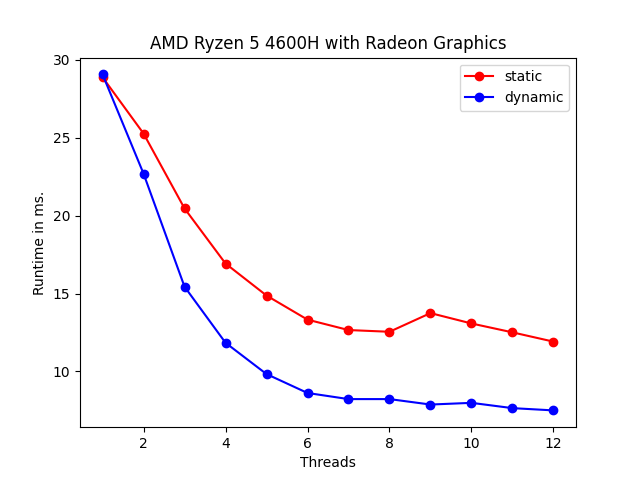 AMD Ryzen 5 4600H with Radeon Graphics
static
dynamic
30
25
20
15
10
Runtime in ms.
2 4 6 8 10 12
Threads